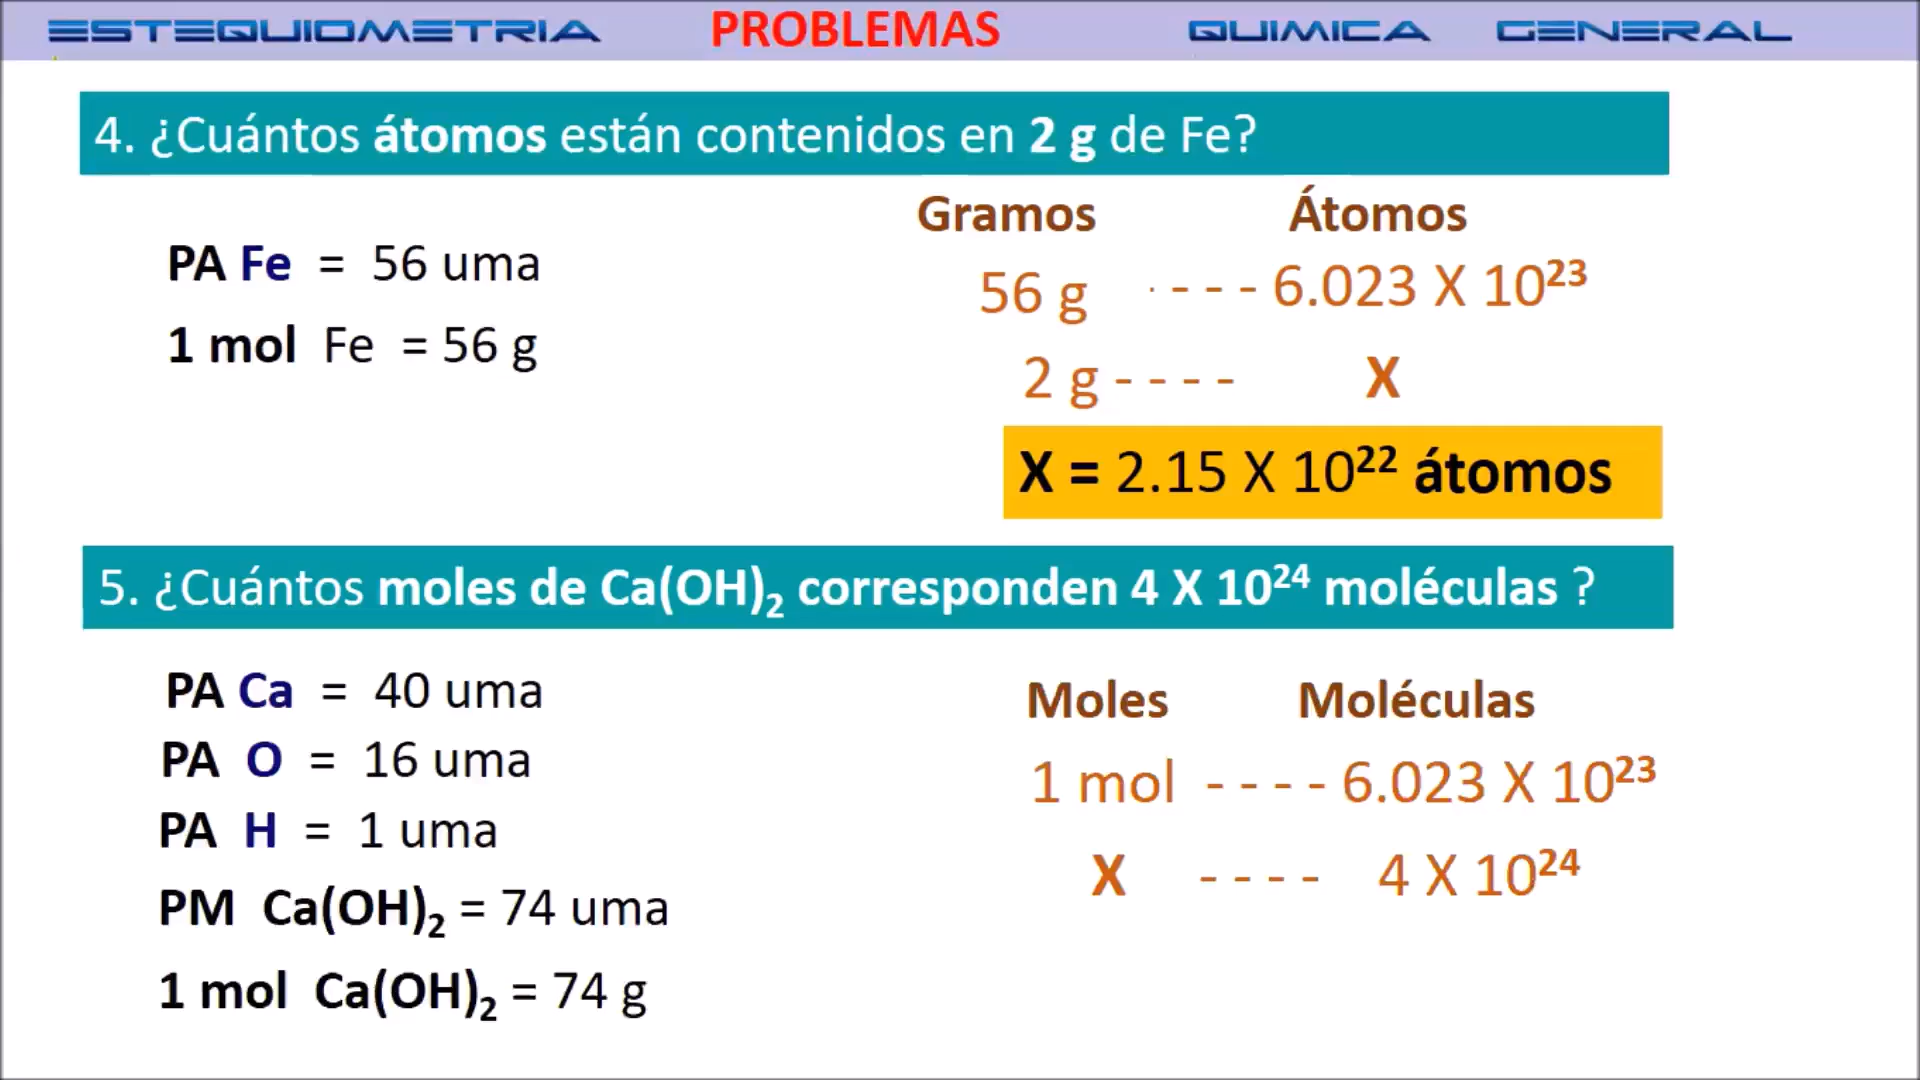 ESTEQUIOMETRIA PROBLEMAS QUIMICA GENERAL
4. ¿Cuántos átomos están contenidos en 2 g de Fe?
Gramos Átomos
PA Fe = 56 uma
56 g - - - - 6.023 X 10²³
1 mol Fe = 56 g
2 g - - - - X
X = 2.15 X 10²² átomos
5. ¿Cuántos moles de Ca(OH)₂ corresponden 4 X 10²⁴ moléculas ?
PA Ca = 40 uma
Moles Moléculas
PA O = 16 uma
1 mol - - - - 6.023 X 10²³
PA H = 1 uma
X - - - - 4 X 10²⁴
PM Ca(OH)₂ = 74 uma
1 mol Ca(OH)₂ = 74 g